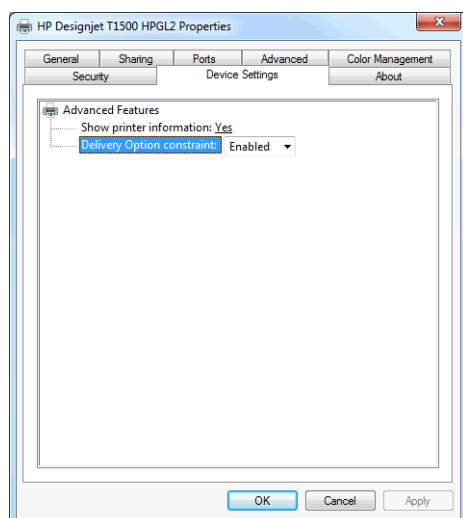 HP Designjet T1500 HPGL2 Properties
General Sharing Ports Advanced Color Management
Security Device Settings About
Advanced Features
Show printer information: Yes
Delivery Option constraint: Enabled
OK Cancel Apply